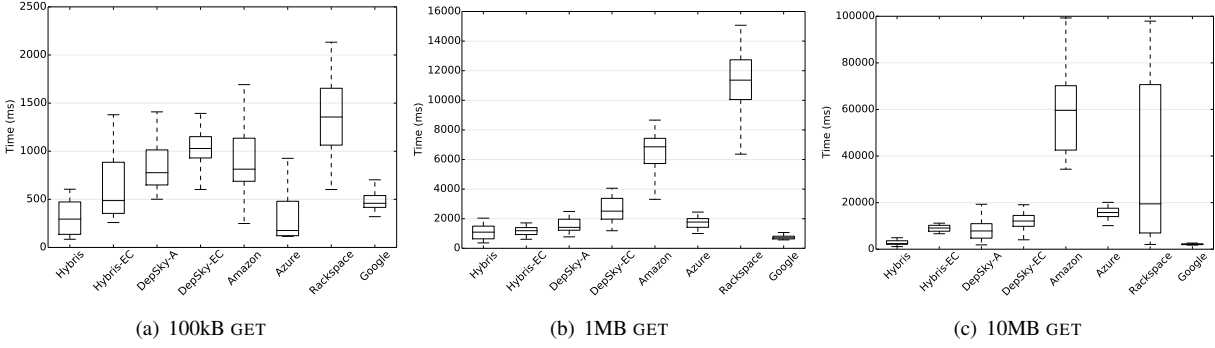 2500
2000
1500
1000
500
0
Time (ms)
Hybris
Hybris-EC
DepSky-A
DepSky-EC
Amazon
Azure
Rackspace
Google
(a) 100kB GET
16000
14000
12000
10000
8000
6000
4000
2000
0
Time (ms)
Hybris
Hybris-EC
DepSky-A
DepSky-EC
Amazon
Azure
Rackspace
Google
(b) 1MB GET
100000
80000
60000
40000
20000
0
Time (ms)
Hybris
Hybris-EC
DepSky-A
DepSky-EC
Amazon
Azure
Rackspace
Google
(c) 10MB GET